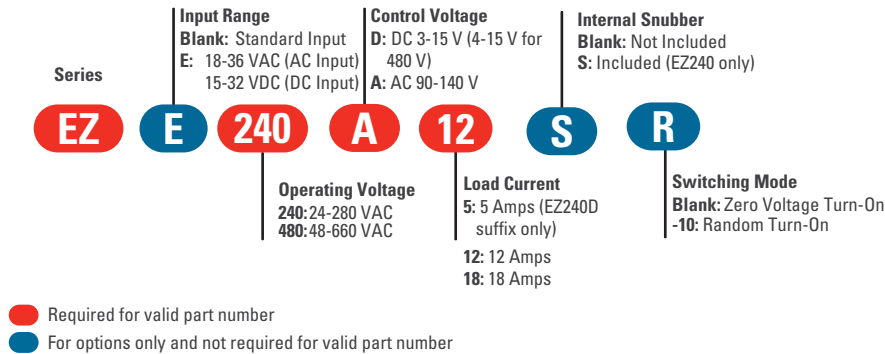 Input Range
Blank: Standard Input
E: 18-36 VAC (AC Input)
15-32 VDC (DC Input)
Control Voltage
D: DC 3-15 V (4-15 V for
480 V)
A: AC 90-140 V
Internal Snubber
Blank: Not Included
S: Included (EZ240 only)
Series
EZ E 240 A 12 S R
Operating Voltage
240: 24-280 VAC
480: 48-660 VAC
Load Current
5: 5 Amps (EZ240D
suffix only)
12: 12 Amps
18: 18 Amps
Switching Mode
Blank: Zero Voltage Turn-On
-10: Random Turn-On
Required for valid part number
For options only and not required for valid part number